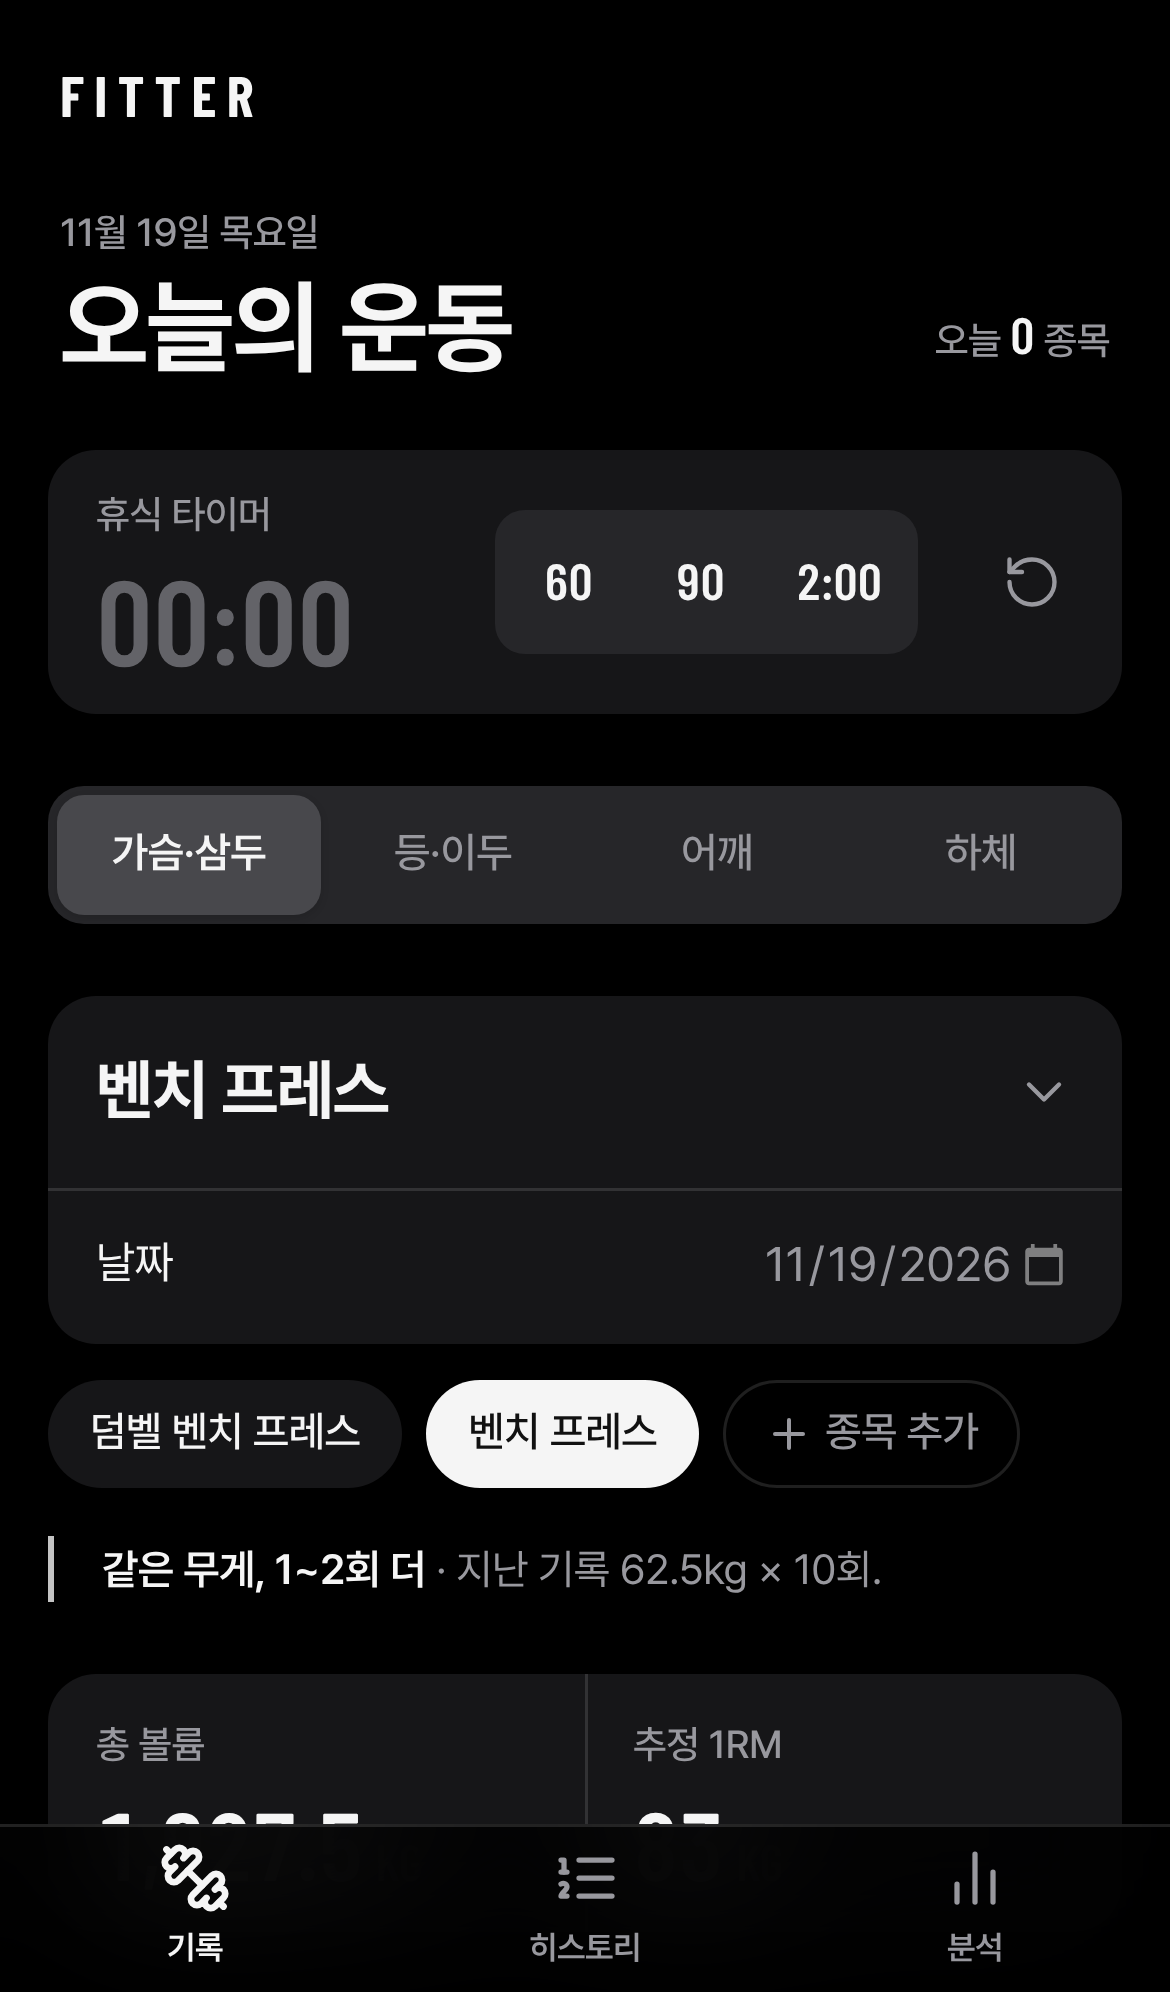 FITTER
11월 19일 목요일
오늘의 운동
오늘 0 종목
휴식 타이머
00:00
60 90 2:00
가슴·삼두 등·이두 어깨 하체
벤치 프레스
날짜 11/19/2026
덤벨 벤치 프레스 벤치 프레스 + 종목 추가
같은 무게, 1~2회 더 · 지난 기록 62.5kg × 10회.
총 볼륨 추정 1RM
기록 히스토리 분석